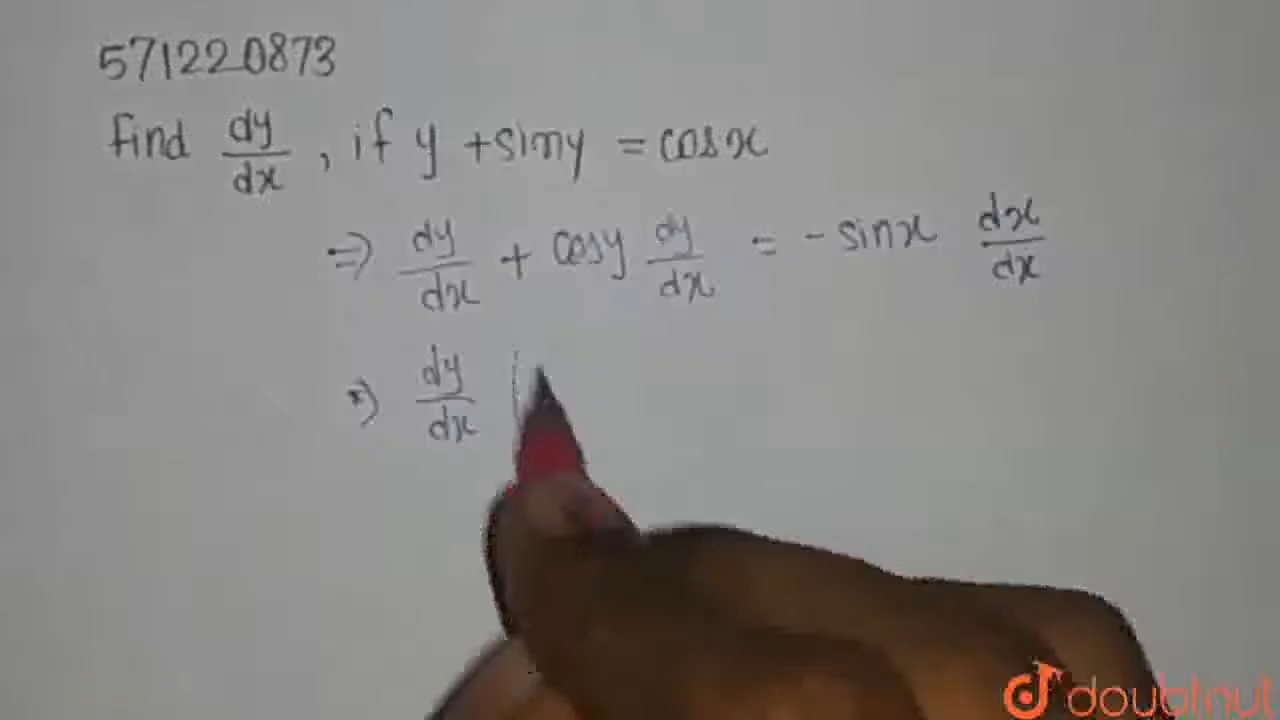 571220873
Find dy/dx, if y + siny = cosx
⇒ dy/dx + cosy dy/dx = - sinx dx/dx
⇒ dy/dx
doubtnut